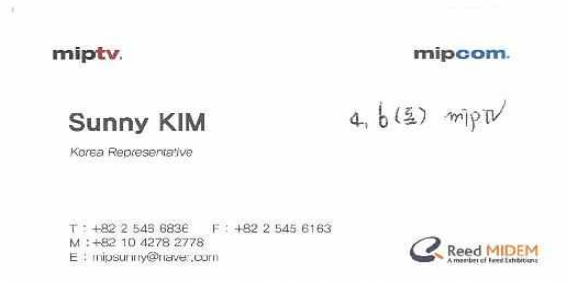 miptv.
mipcom.
Sunny KIM
4, 6(토) mipTV
Korea Representative
T : +82 2 545 6836 F : +82 2 545 6163
M : +82 10 4278 2778
E : mipsunny@naver.com
Reed MIDEM
A member of Reed Exhibitions